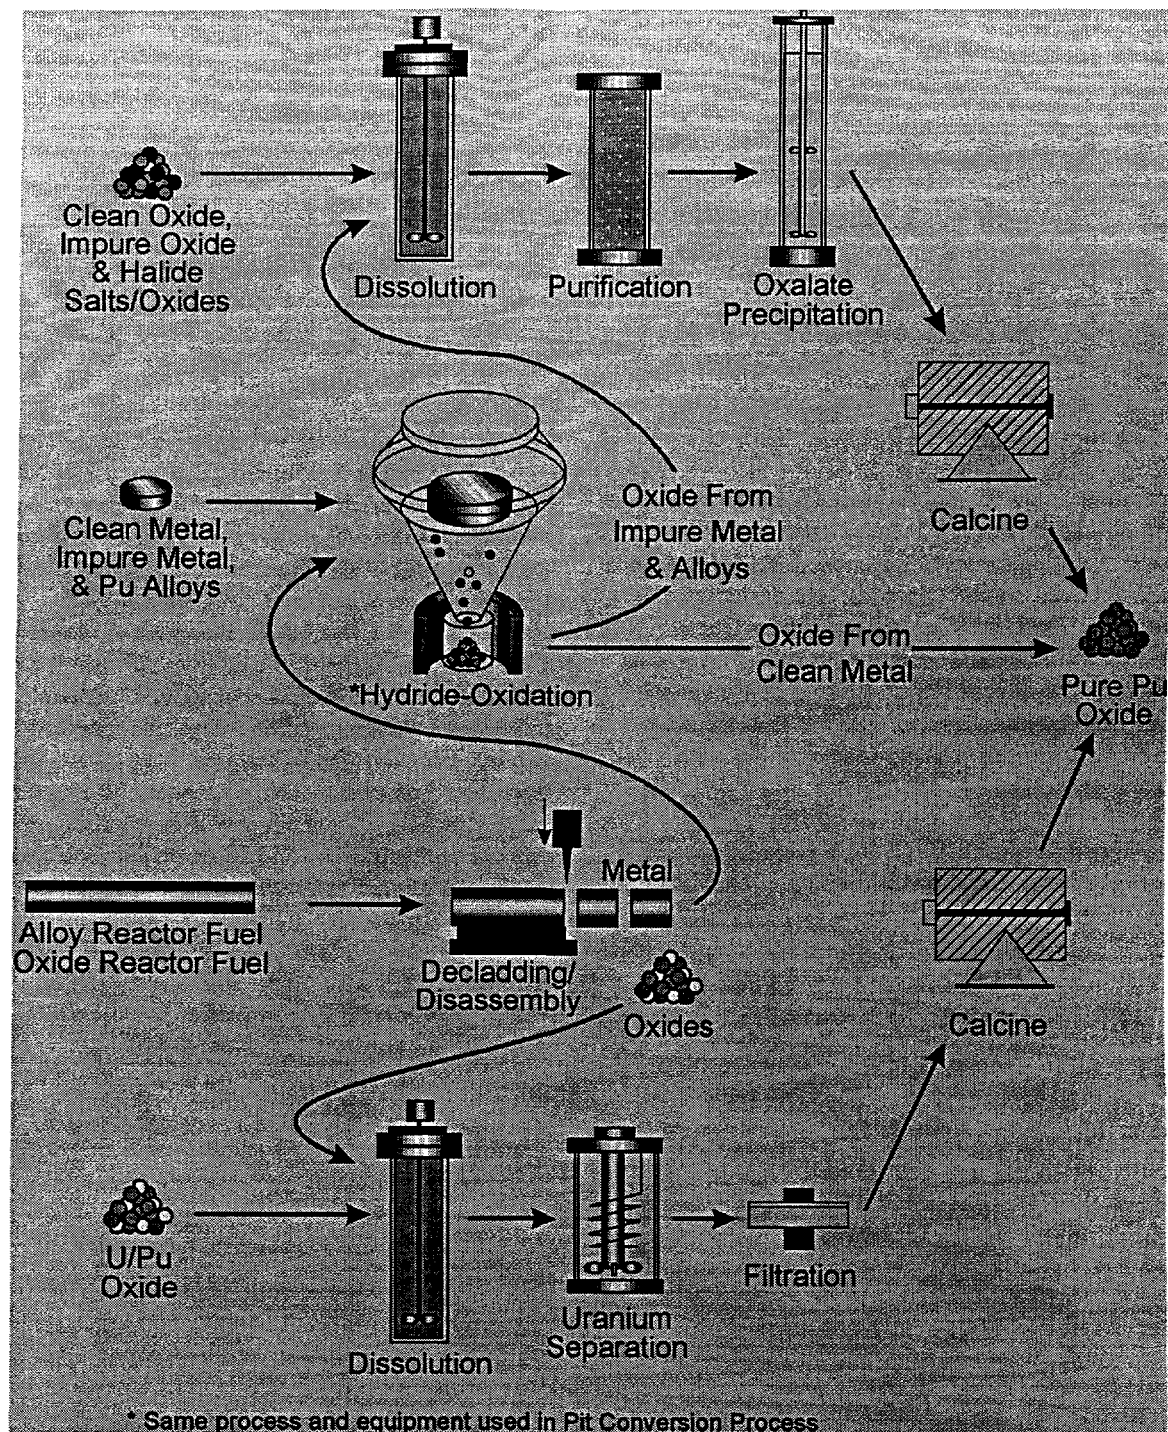 Clean Oxide,
Impure Oxide
& Halide
Salts/Oxides
Dissolution
Purification
Oxalate
Precipitation
Calcine
Clean Metal,
Impure Metal,
& Pu Alloys
*Hydride-Oxidation
Oxide From
Impure Metal
& Alloys
Oxide From
Clean Metal
Pure Pu
Oxide
Alloy Reactor Fuel
Oxide Reactor Fuel
Decladding/
Disassembly
Metal
Oxides
Calcine
U/Pu
Oxide
Dissolution
Uranium
Separation
Filtration
* Same process and equipment used in Pit Conversion Process